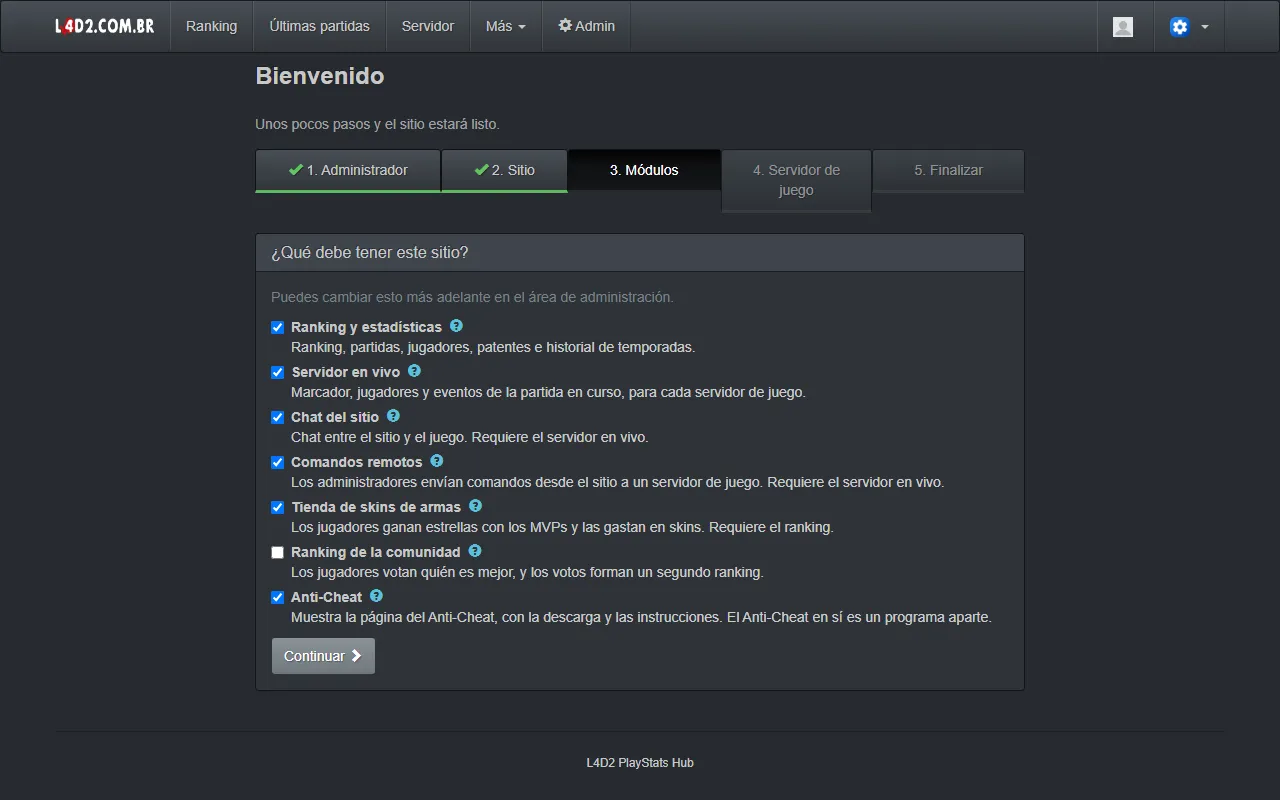 L4D2.COM.BR Ranking Últimas partidas Servidor Más Admin
Bienvenido
Unos pocos pasos y el sitio estará listo.
1. Administrador
2. Sitio
3. Módulos
4. Servidor de
juego
5. Finalizar
¿Qué debe tener este sitio?
Puedes cambiar esto más adelante en el área de administración.
Ranking y estadísticas ?
Ranking, partidas, jugadores, patentes e historial de temporadas.
Servidor en vivo ?
Marcador, jugadores y eventos de la partida en curso, para cada servidor de juego.
Chat del sitio ?
Chat entre el sitio y el juego. Requiere el servidor en vivo.
Comandos remotos ?
Los administradores envían comandos desde el sitio a un servidor de juego. Requiere el servidor en vivo.
Tienda de skins de armas ?
Los jugadores ganan estrellas con los MVPs y las gastan en skins. Requiere el ranking.
Ranking de la comunidad ?
Los jugadores votan quién es mejor, y los votos forman un segundo ranking.
Anti-Cheat ?
Muestra la página del Anti-Cheat, con la descarga y las instrucciones. El Anti-Cheat en sí es un programa aparte.
Continuar
L4D2 PlayStats Hub